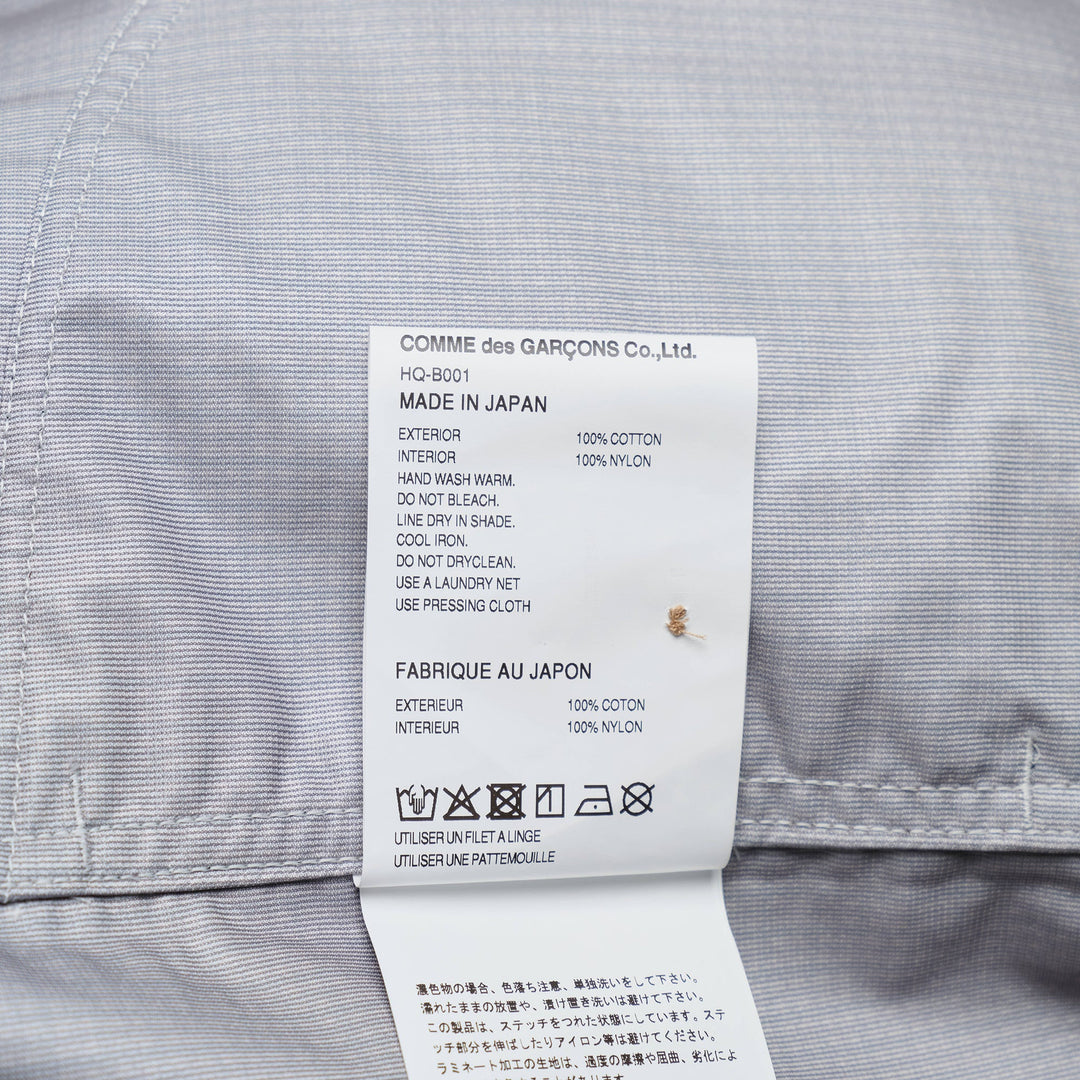 COMME des GARÇONS Co.,Ltd.
HQ-B001
MADE IN JAPAN
EXTERIOR 100% COTTON
INTERIOR 100% NYLON
HAND WASH WARM.
DO NOT BLEACH.
LINE DRY IN SHADE.
COOL IRON.
DO NOT DRYCLEAN.
USE A LAUNDRY NET
USE PRESSING CLOTH
FABRIQUE AU JAPON
EXTERIEUR 100% COTON
INTERIEUR 100% NYLON
UTILISER UN FILET A LINGE
UTILISER UNE PATTEMOUILLE
濃色物の場合、色落ち注意、単独洗いをして下さい。
濡れたままの放置や、漬け置き洗いは避けて下さい。
この製品は、ステッチをつれた状態にしています。ステ
ッチ部分を伸ばしたりアイロン等は避けてください。
ラミネート加工の生地は、過度の摩擦や屈曲、劣化によ